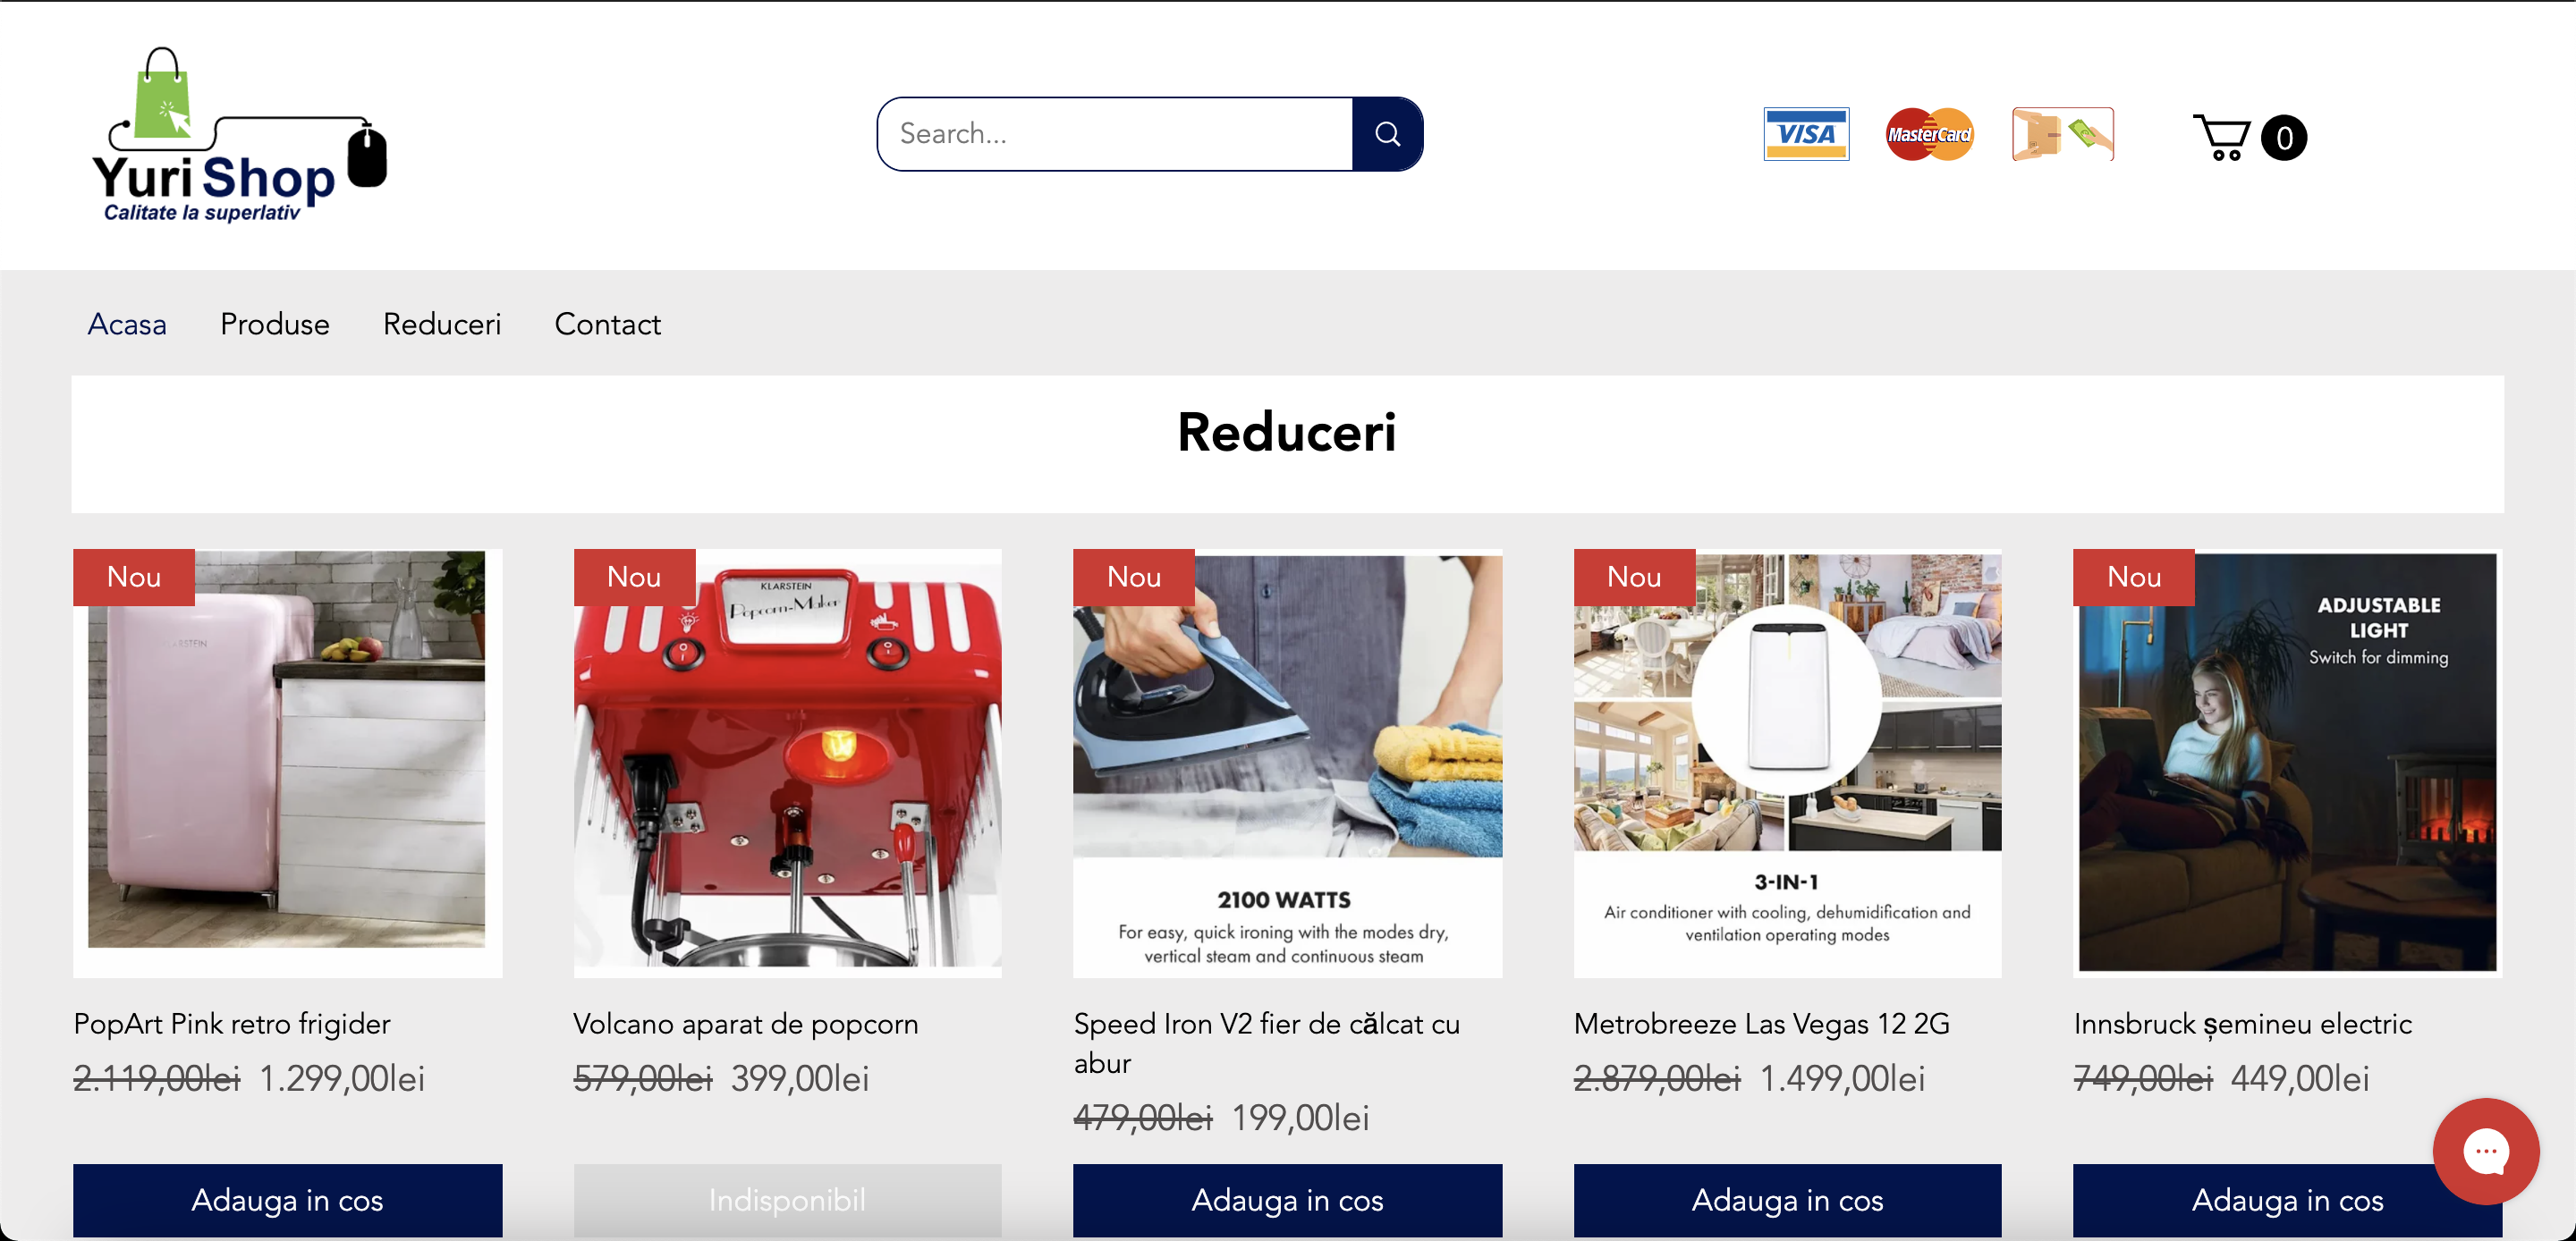 Yuri Shop
Calitate la superlativ
Search...
VISA
MasterCard
0
Acasa
Produse
Reduceri
Contact
Reduceri
Nou
KLARSTEIN
PopArt Pink retro frigider
2.119,00lei 1.299,00lei
Adauga in cos
Nou
KLARSTEIN
Popcorn-Maker
Volcano aparat de popcorn
579,00lei 399,00lei
Indisponibil
Nou
2100 WATTS
For easy, quick ironing with the modes dry,
vertical steam and continuous steam
Speed Iron V2 fier de călcat cu
abur
479,00lei 199,00lei
Adauga in cos
Nou
3-IN-1
Air conditioner with cooling, dehumidification and
ventilation operating modes
Metrobreeze Las Vegas 12 2G
2.879,00lei 1.499,00lei
Adauga in cos
Nou
ADJUSTABLE
LIGHT
Switch for dimming
Innsbruck șemineu electric
749,00lei 449,00lei
Adauga in cos